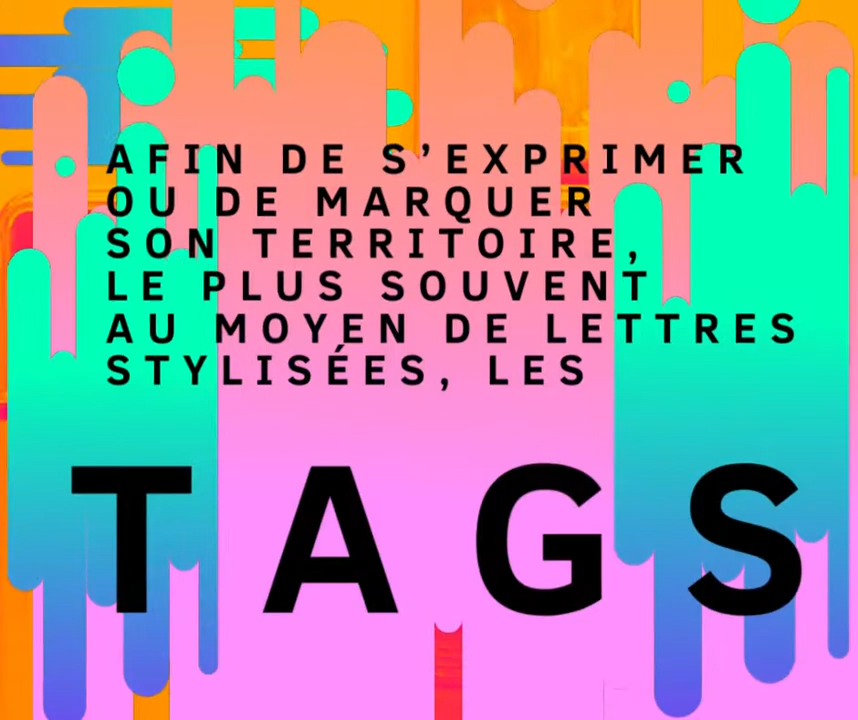 AFIN DE S’EXPRIMER
OU DE MARQUER
SON TERRITOIRE,
LE PLUS SOUVENT
AU MOYEN DE LETTRES
STYLISÉES, LES
TAGS